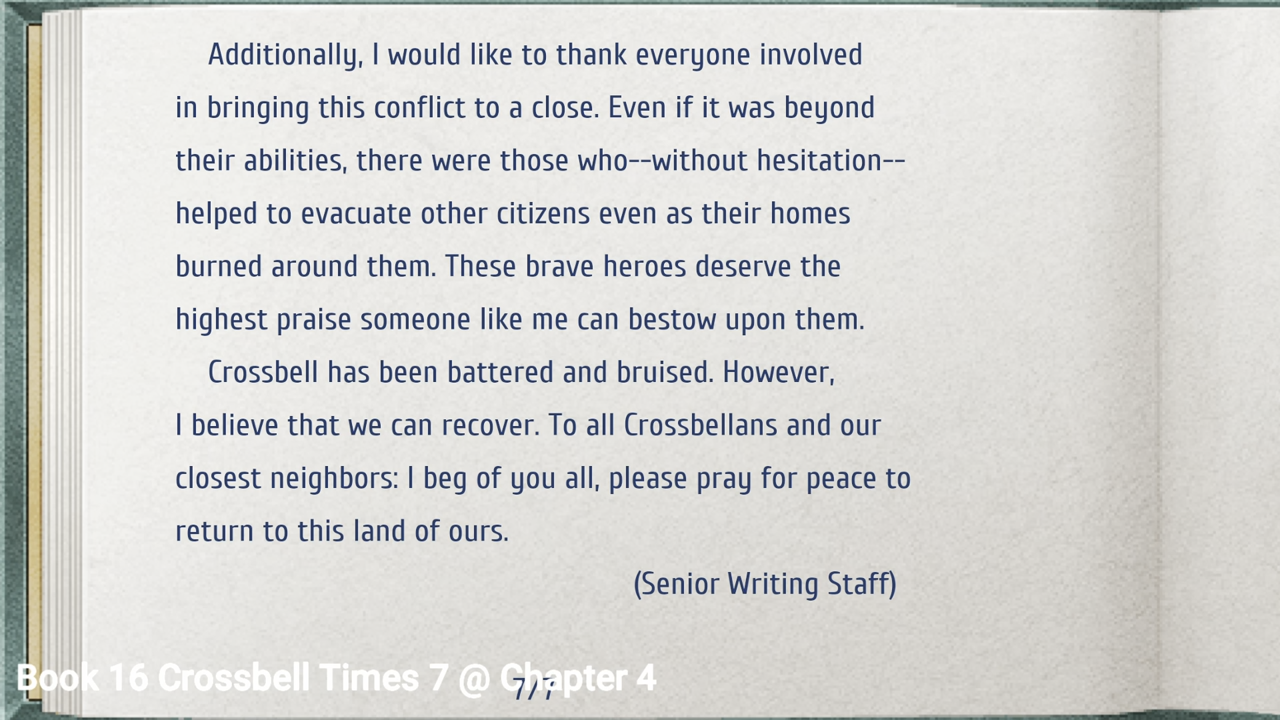 Additionally, I would like to thank everyone involved
in bringing this conflict to a close. Even if it was beyond
their abilities, there were those who--without hesitation--
helped to evacuate other citizens even as their homes
burned around them. These brave heroes deserve the
highest praise someone like me can bestow upon them.
Crossbell has been battered and bruised. However,
I believe that we can recover. To all Crossbellans and our
closest neighbors: I beg of you all, please pray for peace to
return to this land of ours.
(Senior Writing Staff)
Book 16 Crossbell Times 7 @ Chapter 4
7/7